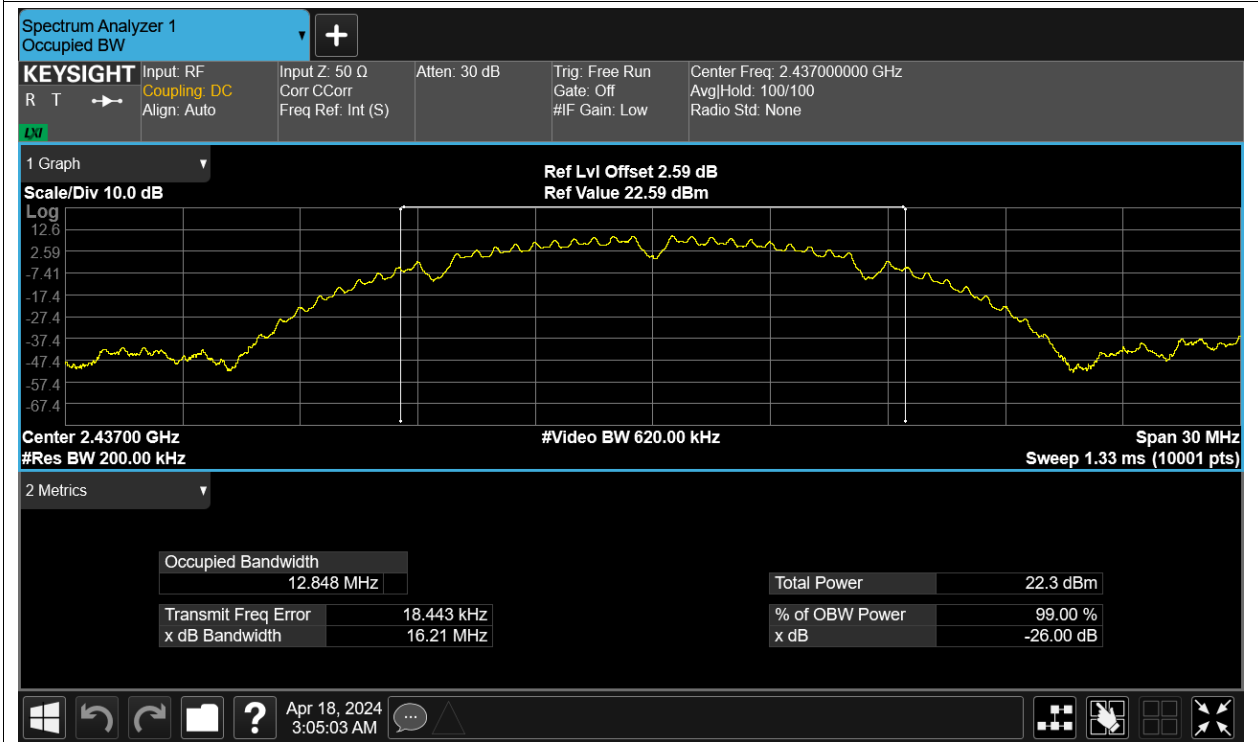 Spectrum Analyzer 1
Occupied BW
KEYSIGHT
R T
LXI
Input: RF
Coupling: DC
Align: Auto
Input Z: 50 Ω
Corr CCorr
Freq Ref: Int (S)
Atten: 30 dB
Trig: Free Run
Gate: Off
#IF Gain: Low
Center Freq: 2.437000000 GHz
Avg|Hold: 100/100
Radio Std: None
1 Graph
Scale/Div 10.0 dB
Ref Lvl Offset 2.59 dB
Ref Value 22.59 dBm
Log
12.6
2.59
-7.41
-17.4
-27.4
-37.4
-47.4
-57.4
-67.4
Center 2.43700 GHz
#Res BW 200.00 kHz
#Video BW 620.00 kHz
Span 30 MHz
Sweep 1.33 ms (10001 pts)
2 Metrics
Occupied Bandwidth
12.848 MHz
Transmit Freq Error 18.443 kHz
x dB Bandwidth 16.21 MHz
Total Power 22.3 dBm
% of OBW Power 99.00 %
x dB -26.00 dB
?
Apr 18, 2024
3:05:03 AM